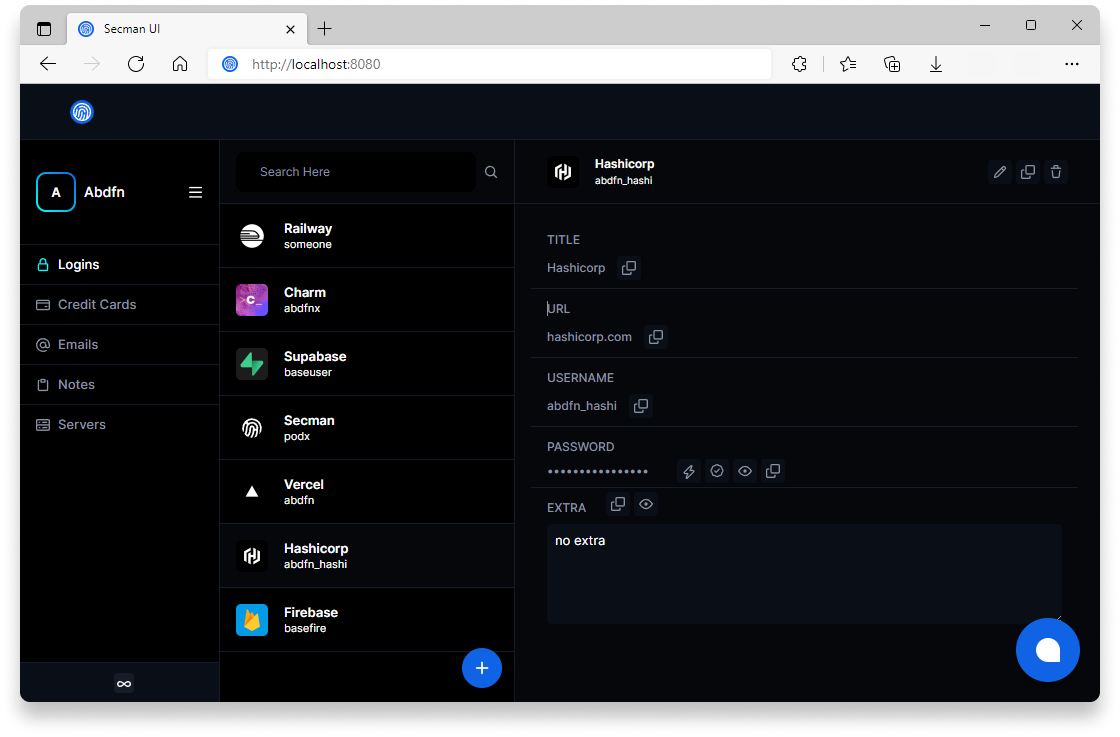 Secman UI
http://localhost:8080
A
Abdfn
Logins
Credit Cards
Emails
Notes
Servers
Search Here
Railway
someone
Charm
abdfnx
>c_
Supabase
baseuser
Secman
podx
Vercel
abdfn
Hashicorp
abdfn_hashi
Firebase
basefire
Hashicorp
abdfn_hashi
TITLE
Hashicorp
URL
hashicorp.com
USERNAME
abdfn_hashi
PASSWORD
••••••••••••••••
EXTRA
no extra